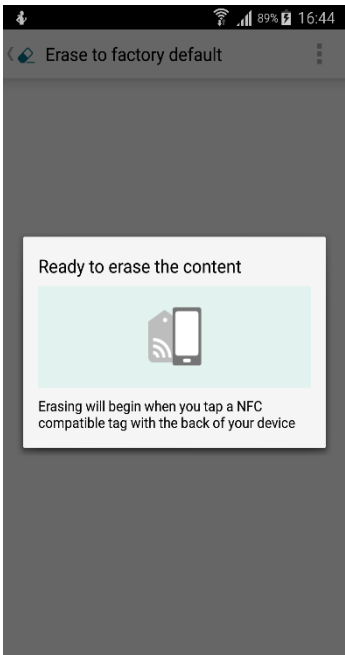 89% 16:44
Erase to factory default
Ready to erase the content
Erasing will begin when you tap a NFC
compatible tag with the back of your device